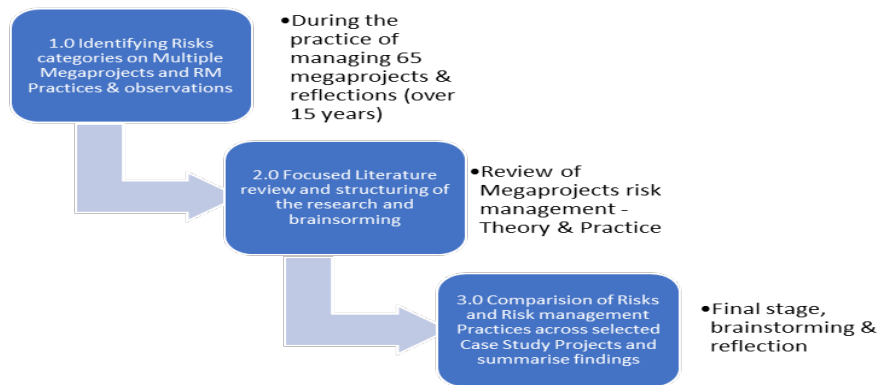 1.0 Identifying Risks
categories on Multiple
Megaprojects and RM
Practices & observations
•During the
practice of
managing 65
megaprojects &
reflections (over
15 years)
2.0 Focused Literature
review and structuring of
the research and
brainsorming
•Review of
Megaprojects risk
management -
Theory & Practice
3.0 Comparision of Risks
and Risk management
Practices across selected
Case Study Projects and
summarise findings
•Final stage,
brainstorming &
reflection